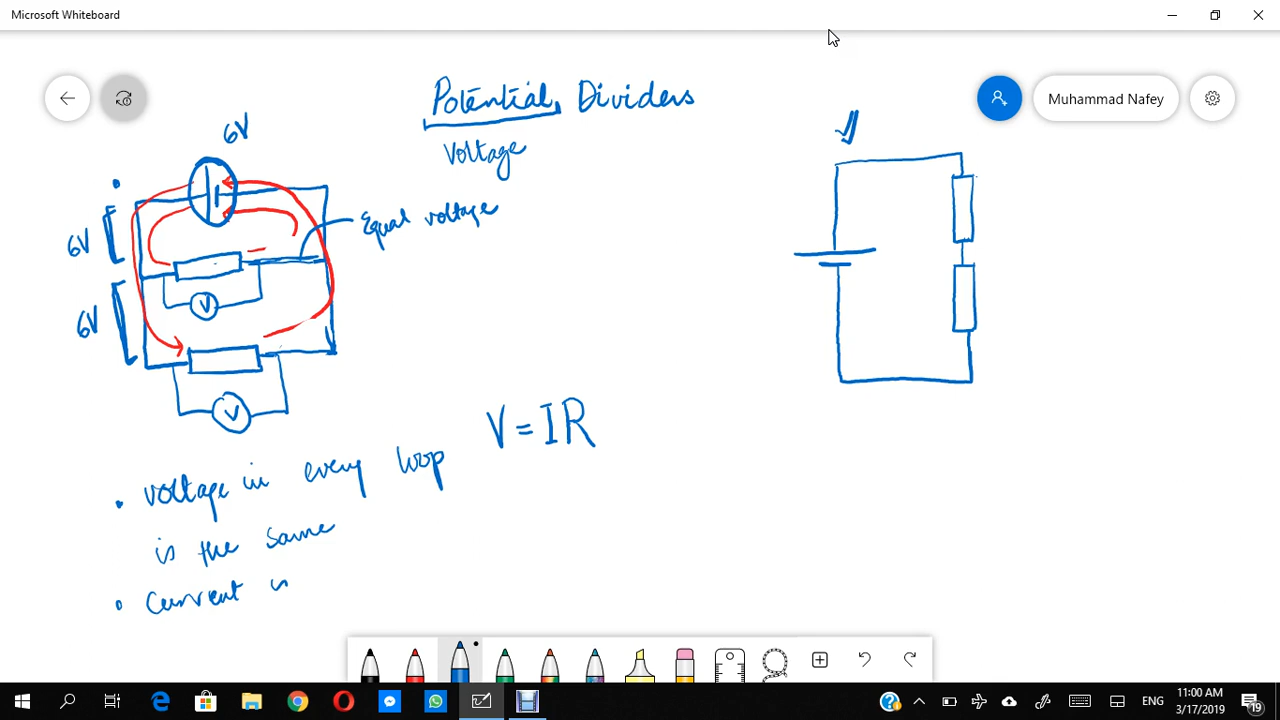 Microsoft Whiteboard
Potential Dividers
Muhammad Nafey
6V
Voltage
Equal voltage
6V
V
6V
V
V = IR
• voltage in every loop
is the same
• current
ENG
11:00 AM
3/17/2019
19